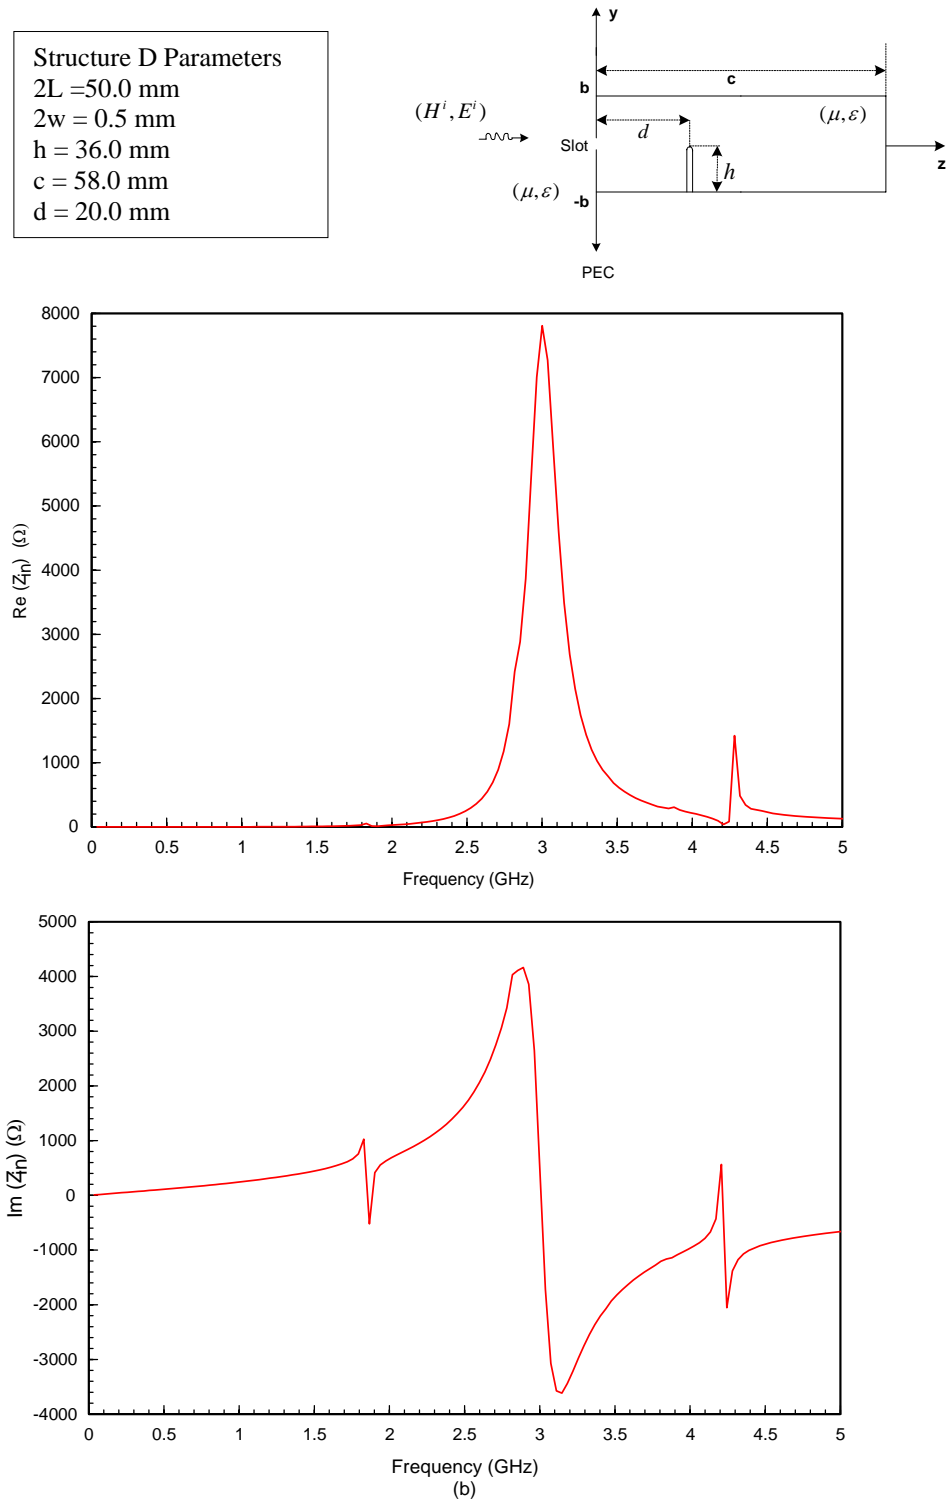 Structure D Parameters
2L =50.0 mm
2w = 0.5 mm
h = 36.0 mm
c = 58.0 mm
d = 20.0 mm
y
c
b
(H^i, E^i)
(μ, ε)
d
Slot
h
z
(μ, ε)
-b
PEC
8000
7000
6000
5000
4000
3000
2000
1000
0
Re (Zin) (Ω)
0 0.5 1 1.5 2 2.5 3 3.5 4 4.5 5
Frequency (GHz)
5000
4000
3000
2000
1000
0
-1000
-2000
-3000
-4000
Im (Zin) (Ω)
0 0.5 1 1.5 2 2.5 3 3.5 4 4.5 5
Frequency (GHz)
(b)